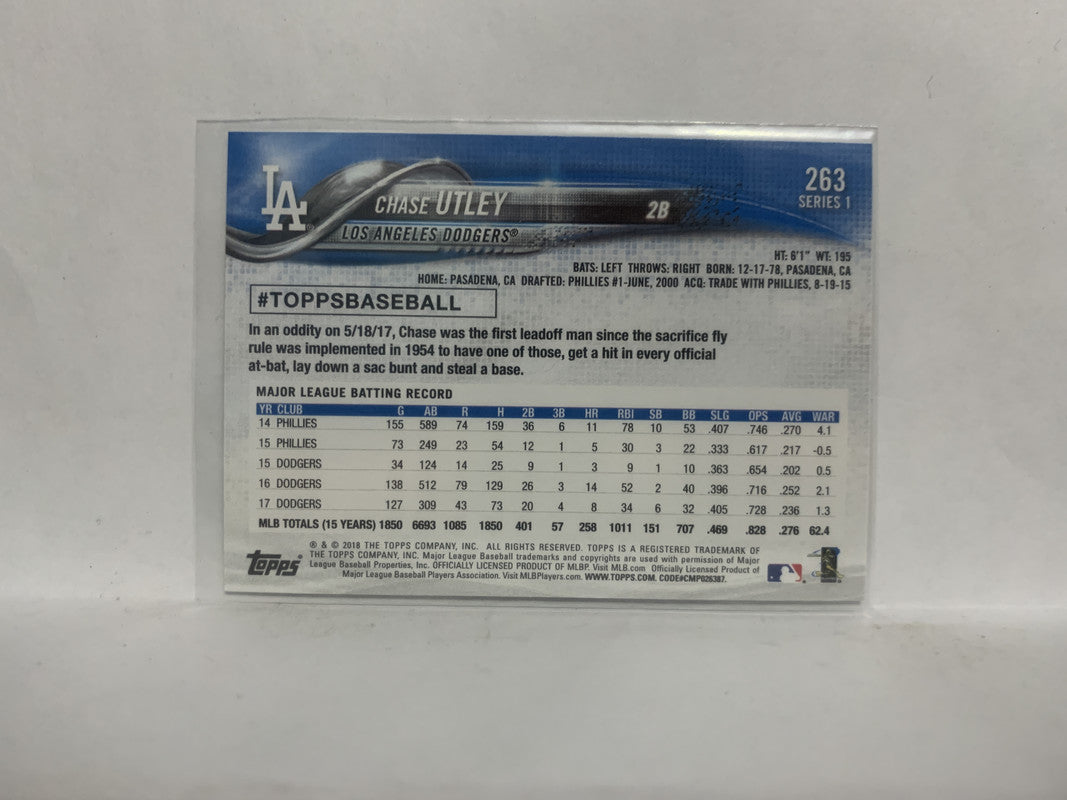 LA
CHASE UTLEY 2B
LOS ANGELES DODGERS®
263
SERIES 1
HT: 6'1" WT: 195
BATS: LEFT THROWS: RIGHT BORN: 12-17-78, PASADENA, CA
HOME: PASADENA, CA DRAFTED: PHILLIES #1-JUNE, 2000 ACQ: TRADE WITH PHILLIES, 8-19-15
#TOPPSBASEBALL
In an oddity on 5/18/17, Chase was the first leadoff man since the sacrifice fly
rule was implemented in 1954 to have one of those, get a hit in every official
at-bat, lay down a sac bunt and steal a base.
MAJOR LEAGUE BATTING RECORD
YR CLUB G AB R H 2B 3B HR RBI SB BB SLG OPS AVG WAR
14 PHILLIES 155 589 74 159 36 6 11 78 10 53 .407 .746 .270 4.1
15 PHILLIES 73 249 23 54 12 1 5 30 3 22 .333 .617 .217 -0.5
15 DODGERS 34 124 14 25 9 1 3 9 1 10 .363 .654 .202 0.5
16 DODGERS 138 512 79 129 26 3 14 52 2 40 .396 .716 .252 2.1
17 DODGERS 127 309 43 73 20 4 8 34 6 32 .405 .728 .236 1.3
MLB TOTALS (15 YEARS) 1850 6693 1085 1850 401 57 258 1011 151 707 .469 .828 .276 62.4
Topps
® & © 2018 THE TOPPS COMPANY, INC. ALL RIGHTS RESERVED. TOPPS IS A REGISTERED TRADEMARK OF
THE TOPPS COMPANY, INC. Major League Baseball trademarks and copyrights are used with permission of Major
League Baseball Properties, Inc. OFFICIALLY LICENSED PRODUCT OF MLBP. Visit MLB.com Officially Licensed Product of
Major League Baseball Players Association. Visit MLBPlayers.com. WWW.TOPPS.COM. CODE#CMP026387.